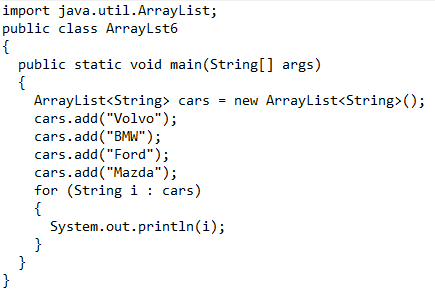 import java.util.ArrayList;
public class ArrayLst6
{
  public static void main(String[] args)
  {
    ArrayList<String> cars = new ArrayList<String>();
    cars.add("Volvo");
    cars.add("BMW");
    cars.add("Ford");
    cars.add("Mazda");
    for (String i : cars)
    {
      System.out.println(i);
    }
  }
}